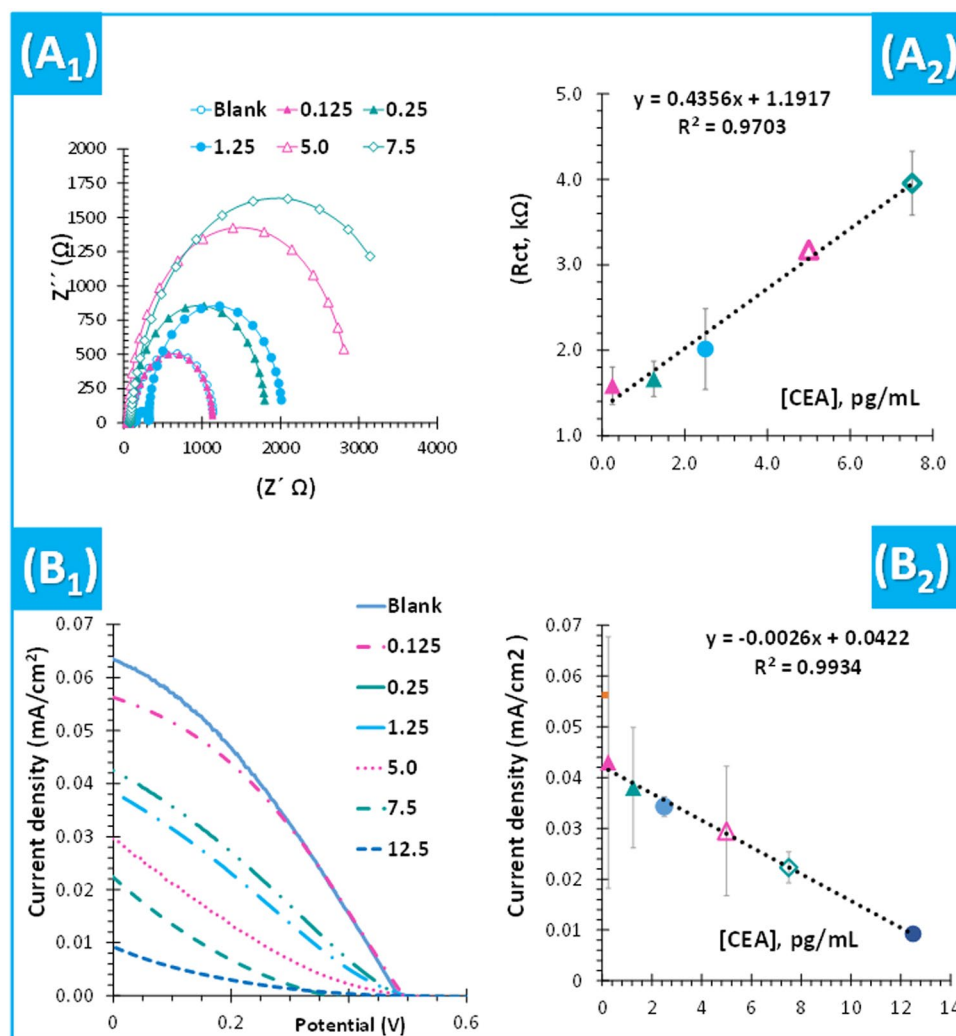 (A1)
(A2)
Blank 0.125 0.25
1.25 5.0 7.5
2000
1750
1500
1250
1000
750
500
250
0
Z´´ (Ω)
0 1000 2000 3000 4000
(Z´ Ω)
y = 0.4356x + 1.1917
R² = 0.9703
5.0
4.0
3.0
2.0
1.0
(Rct, kΩ)
[CEA], pg/mL
0.0 2.0 4.0 6.0 8.0
(B1)
(B2)
Blank
0.125
0.25
1.25
5.0
7.5
12.5
0.07
0.06
0.05
0.04
0.03
0.02
0.01
0.00
Current density (mA/cm²)
0.2 0.6
Potential (V)
y = -0.0026x + 0.0422
R² = 0.9934
0.07
0.06
0.05
0.04
0.03
0.02
0.01
0
Current density (mA/cm2)
[CEA], pg/mL
0 2 4 6 8 10 12 14